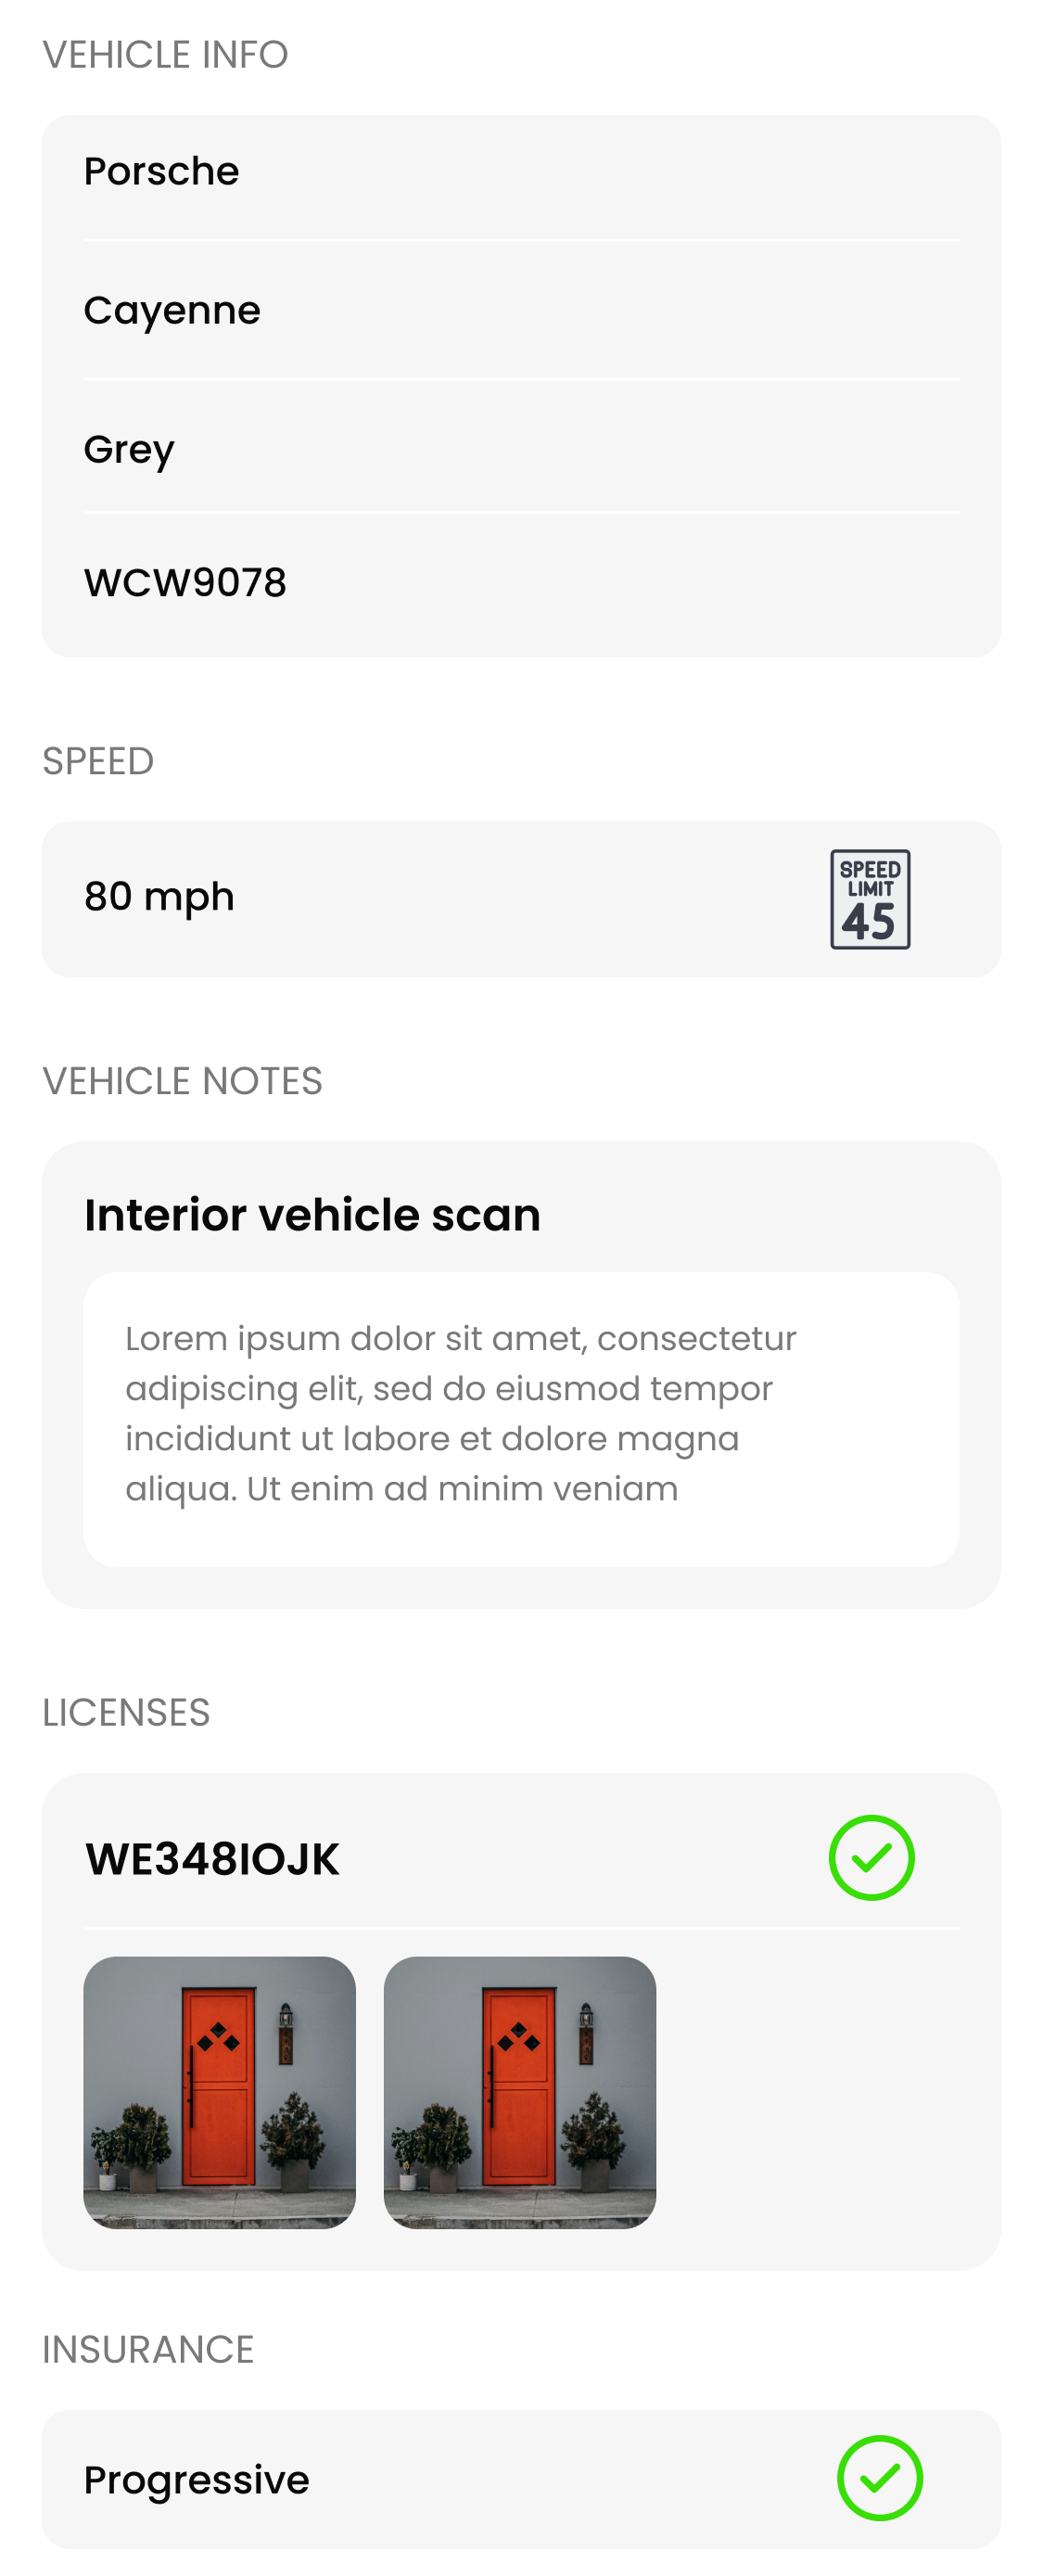 VEHICLE INFO
Porsche
Cayenne
Grey
WCW9078
SPEED
80 mph
SPEED
LIMIT
45
VEHICLE NOTES
Interior vehicle scan
Lorem ipsum dolor sit amet, consectetur
adipiscing elit, sed do eiusmod tempor
incididunt ut labore et dolore magna
aliqua. Ut enim ad minim veniam
LICENSES
WE348IOJK
INSURANCE
Progressive